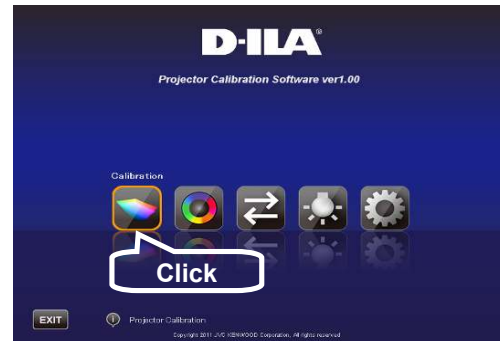 D-ILA®
Projector Calibration Software ver1.00
Calibration
Click
EXIT
Projector Calibration
Copyright 2011 JVC KENWOOD Corporation, All rights reserved